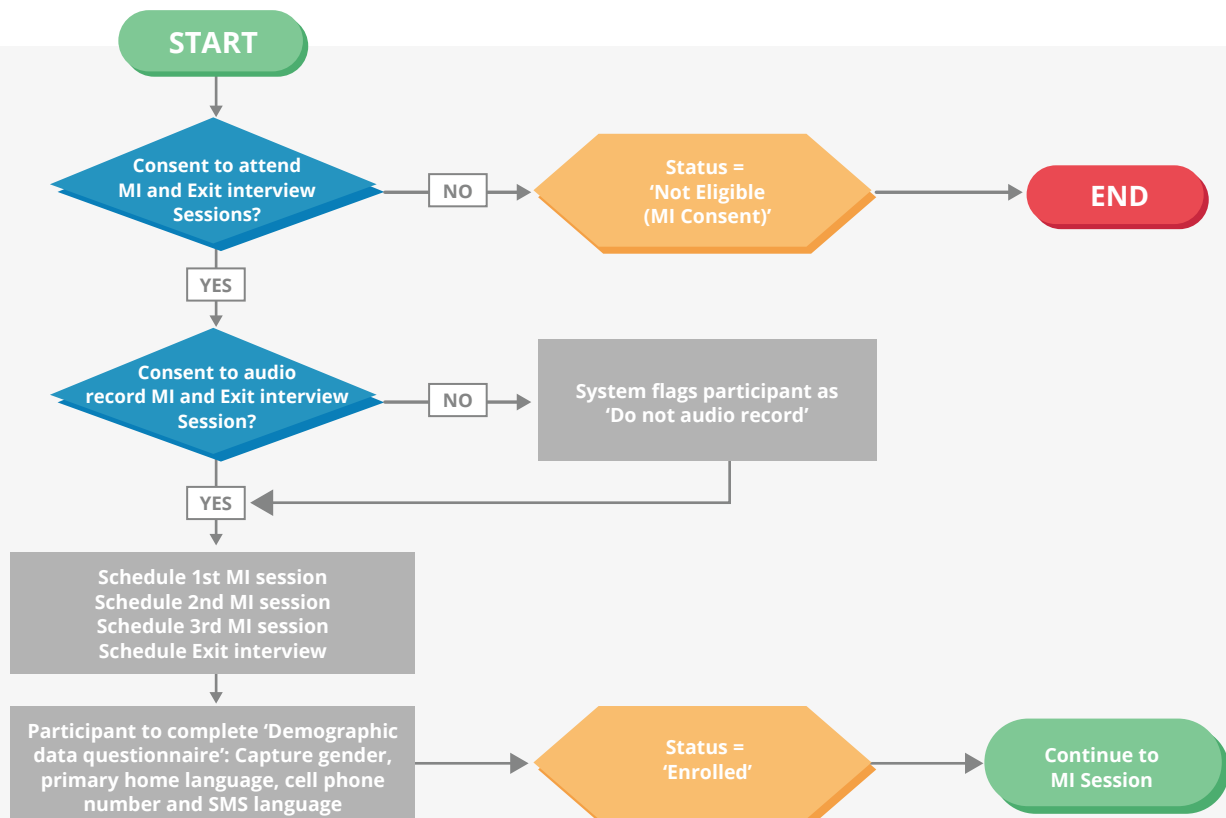 START
Consent to attend
MI and Exit interview
Sessions?
NO
Status =
‘Not Eligible
(MI Consent)’
END
YES
Consent to audio
record MI and Exit interview
Session?
NO
System flags participant as
‘Do not audio record’
YES
Schedule 1st MI session
Schedule 2nd MI session
Schedule 3rd MI session
Schedule Exit interview
Participant to complete ‘Demographic
data questionnaire’: Capture gender,
primary home language, cell phone
number and SMS language
Status =
‘Enrolled’
Continue to
MI Session